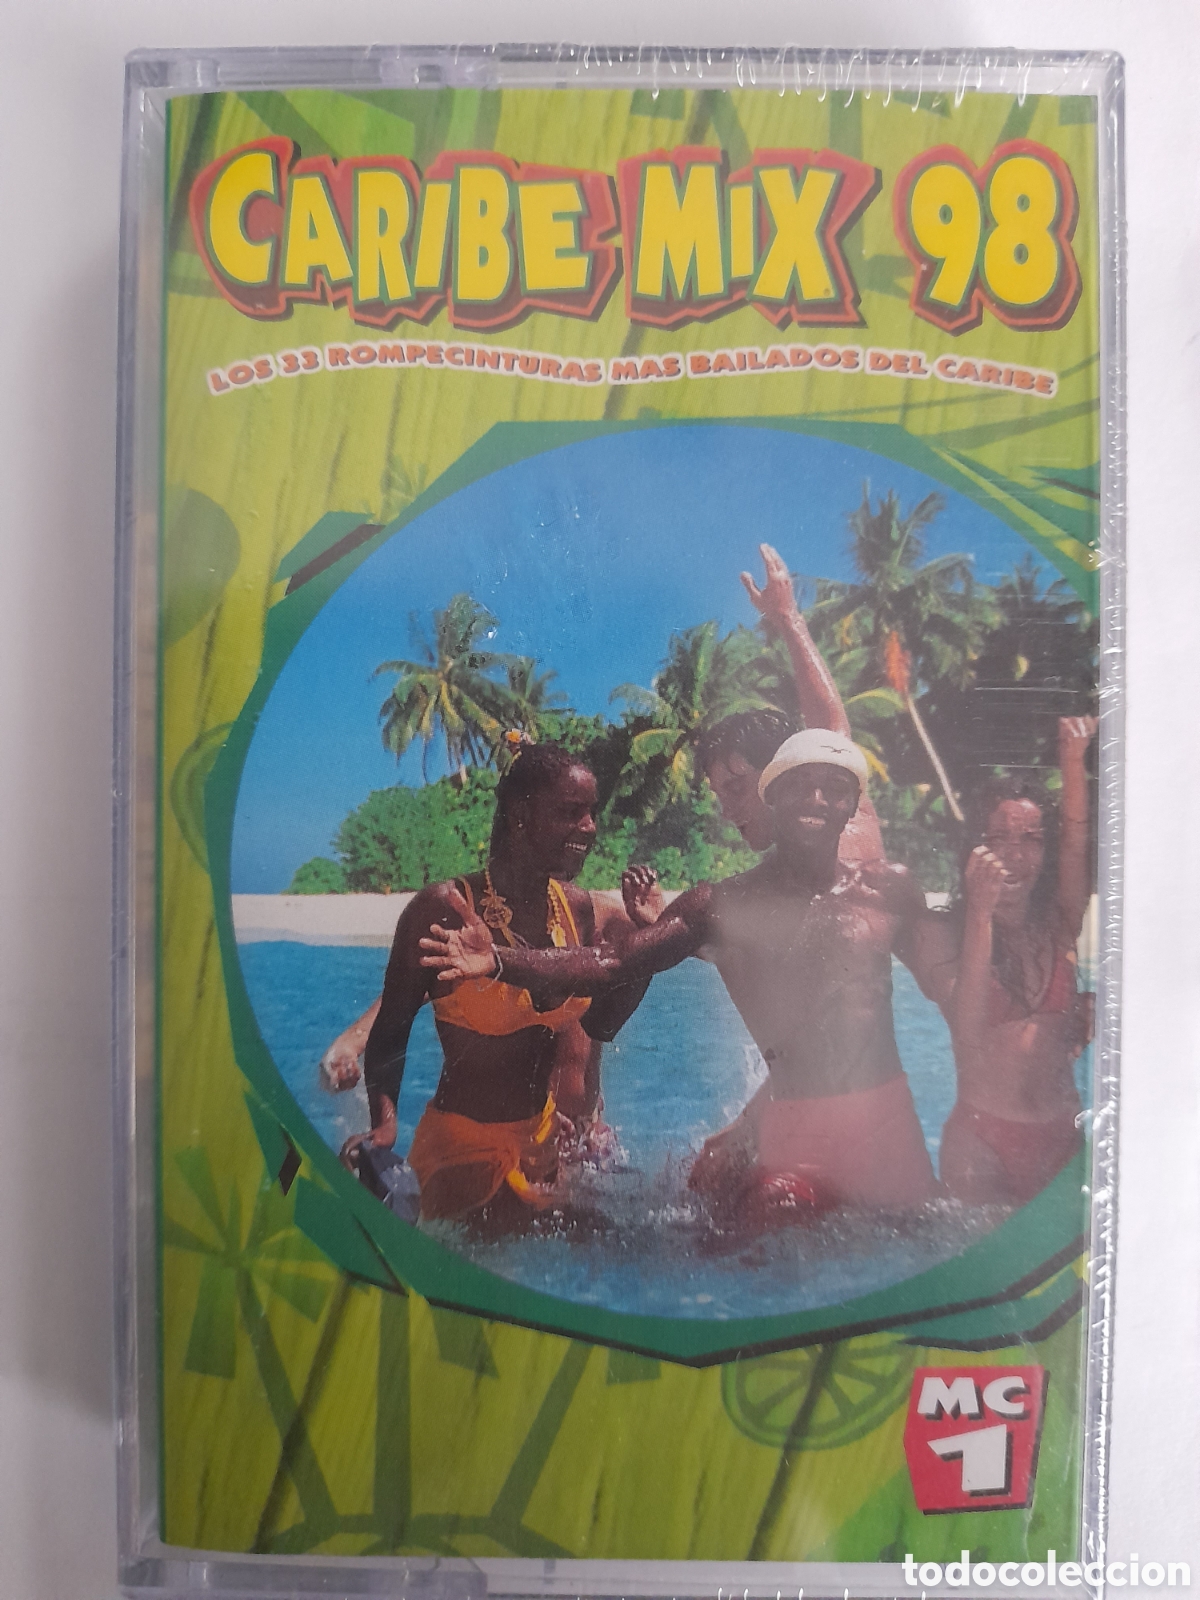 CARIBE MIX 98
LOS 33 ROMPECINTURAS MAS BAILADOS DEL CARIBE
MC
1
todocoleccion